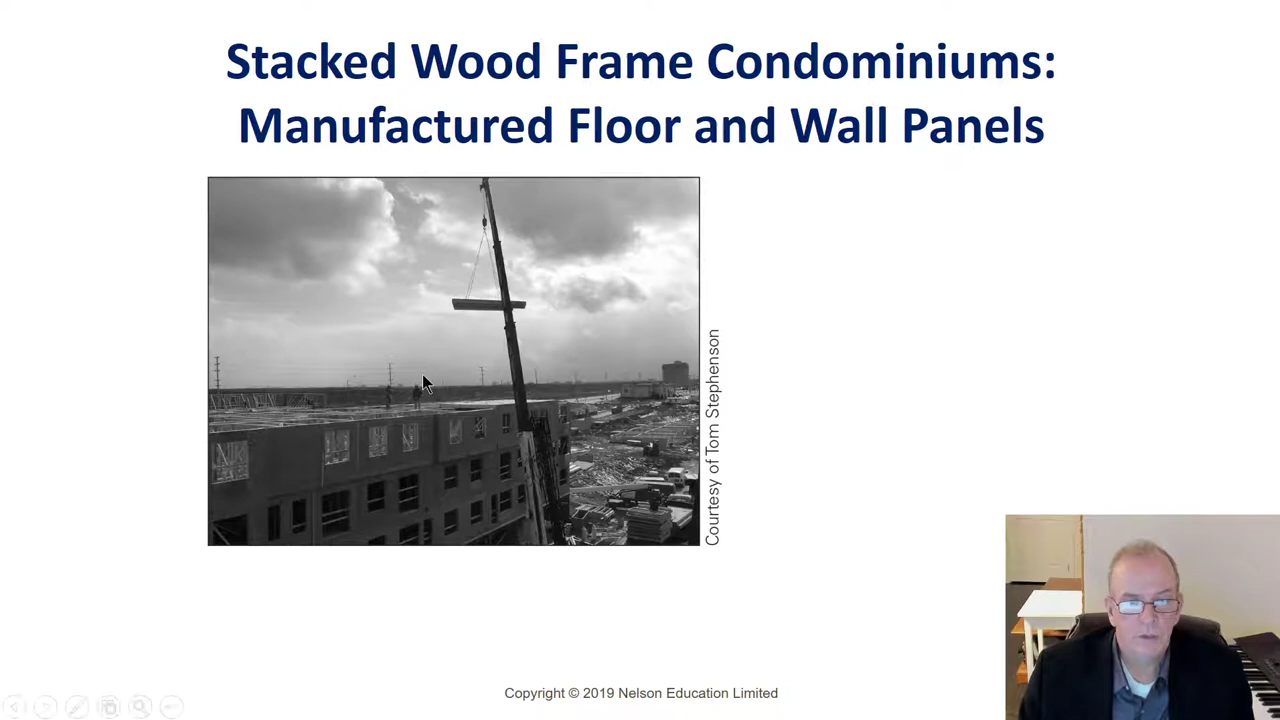 Stacked Wood Frame Condominiums:
Manufactured Floor and Wall Panels
Courtesy of Tom Stephenson
Copyright © 2019 Nelson Education Limited